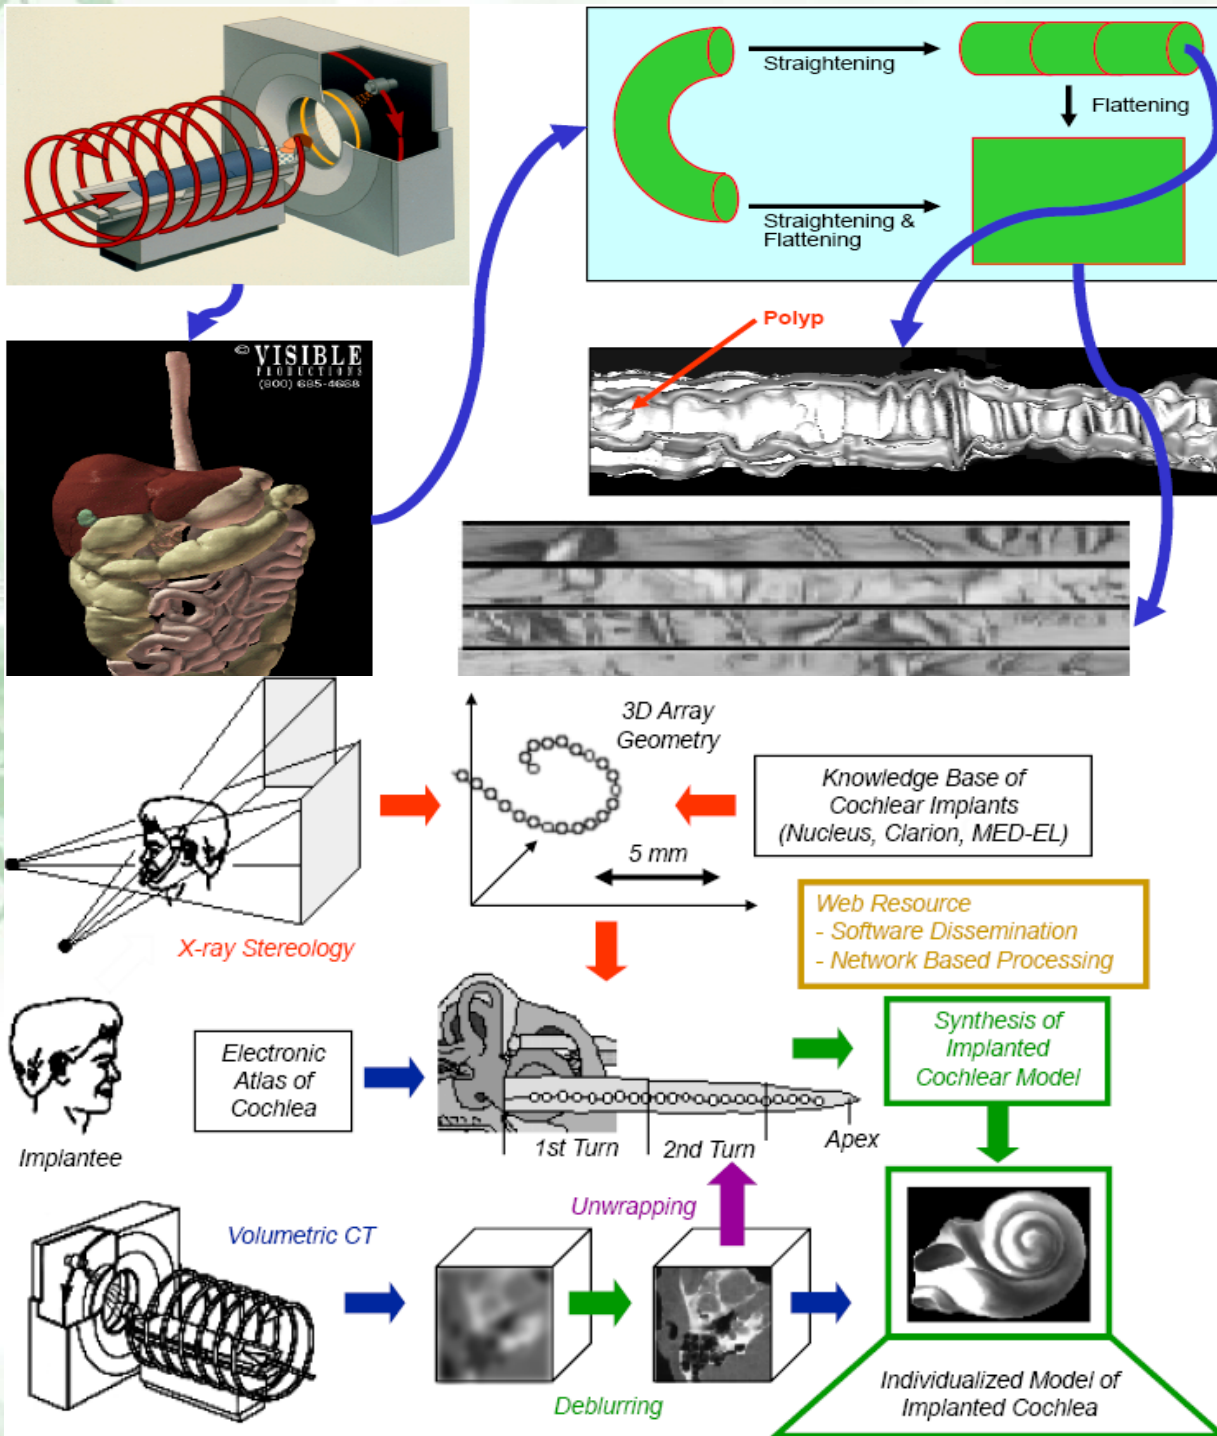 Straightening
Flattening
Straightening &
Flattening
Polyp
© VISIBLE
PRODUCTIONS
(800) 685-4668
3D Array
Geometry
Knowledge Base of
Cochlear Implants
(Nucleus, Clarion, MED-EL)
5 mm
X-ray Stereology
Web Resource
- Software Dissemination
- Network Based Processing
Implantee
Electronic
Atlas of
Cochlea
1st Turn
2nd Turn
Apex
Synthesis of
Implanted
Cochlear Model
Volumetric CT
Unwrapping
Deblurring
Individualized Model of
Implanted Cochlea